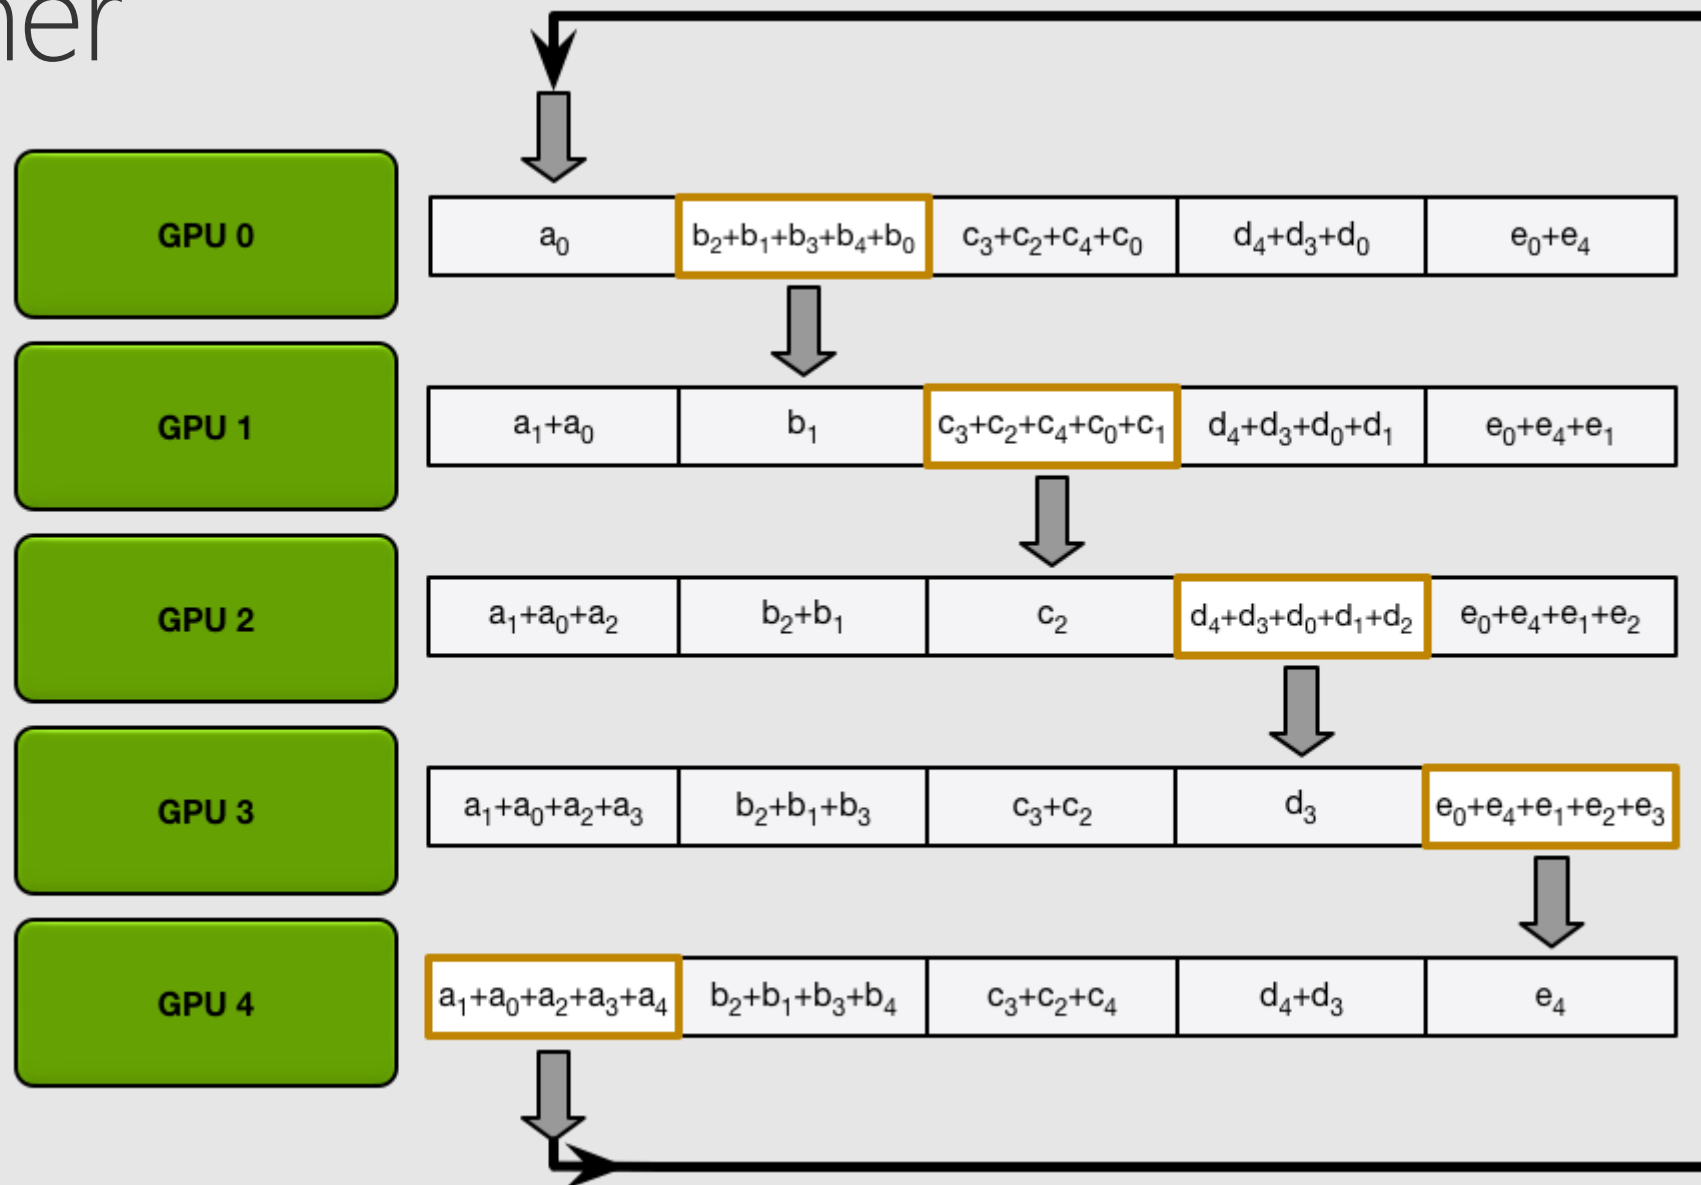 her
GPU 0 a₀ b₂+b₁+b₃+b₄+b₀ c₃+c₂+c₄+c₀ d₄+d₃+d₀ e₀+e₄
GPU 1 a₁+a₀ b₁ c₃+c₂+c₄+c₀+c₁ d₄+d₃+d₀+d₁ e₀+e₄+e₁
GPU 2 a₁+a₀+a₂ b₂+b₁ c₂ d₄+d₃+d₀+d₁+d₂ e₀+e₄+e₁+e₂
GPU 3 a₁+a₀+a₂+a₃ b₂+b₁+b₃ c₃+c₂ d₃ e₀+e₄+e₁+e₂+e₃
GPU 4 a₁+a₀+a₂+a₃+a₄ b₂+b₁+b₃+b₄ c₃+c₂+c₄ d₄+d₃ e₄